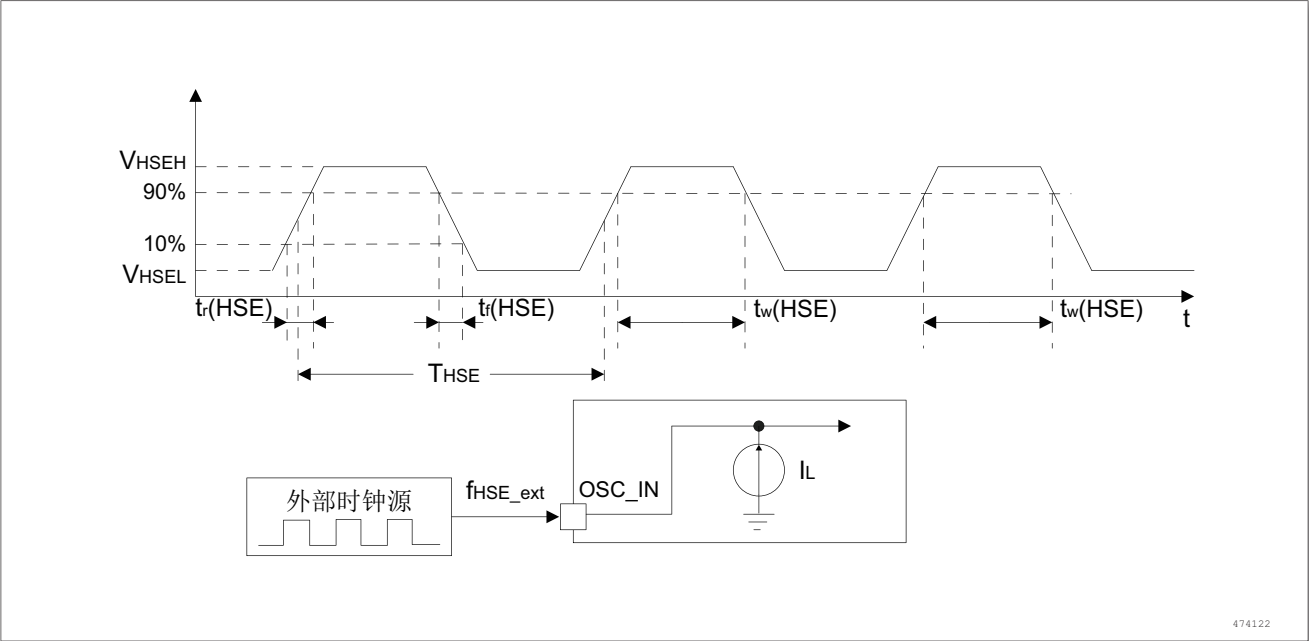 VHSEH
90%
10%
VHSEL
tr(HSE)
tf(HSE)
tw(HSE)
tw(HSE)
t
THSE
外部时钟源
fHSE_ext
OSC_IN
IL
474122